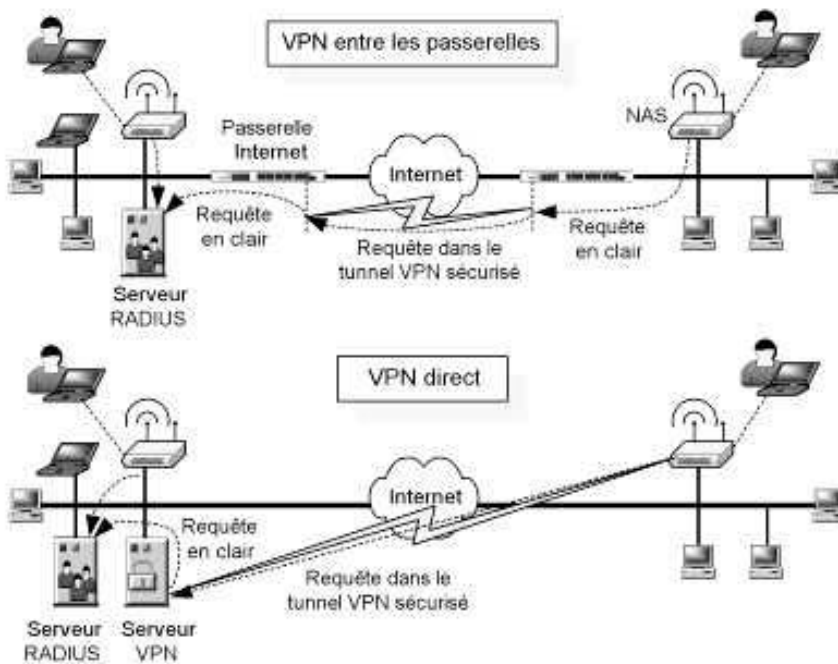 VPN entre les passerelles
NAS
Passerelle
Internet
Internet
Requête
en clair
Requête dans le
tunnel VPN sécurisé
Requête
en clair
Serveur
RADIUS
VPN direct
Internet
Requête
en clair
Requête dans le
tunnel VPN sécurisé
Serveur
RADIUS
Serveur
VPN